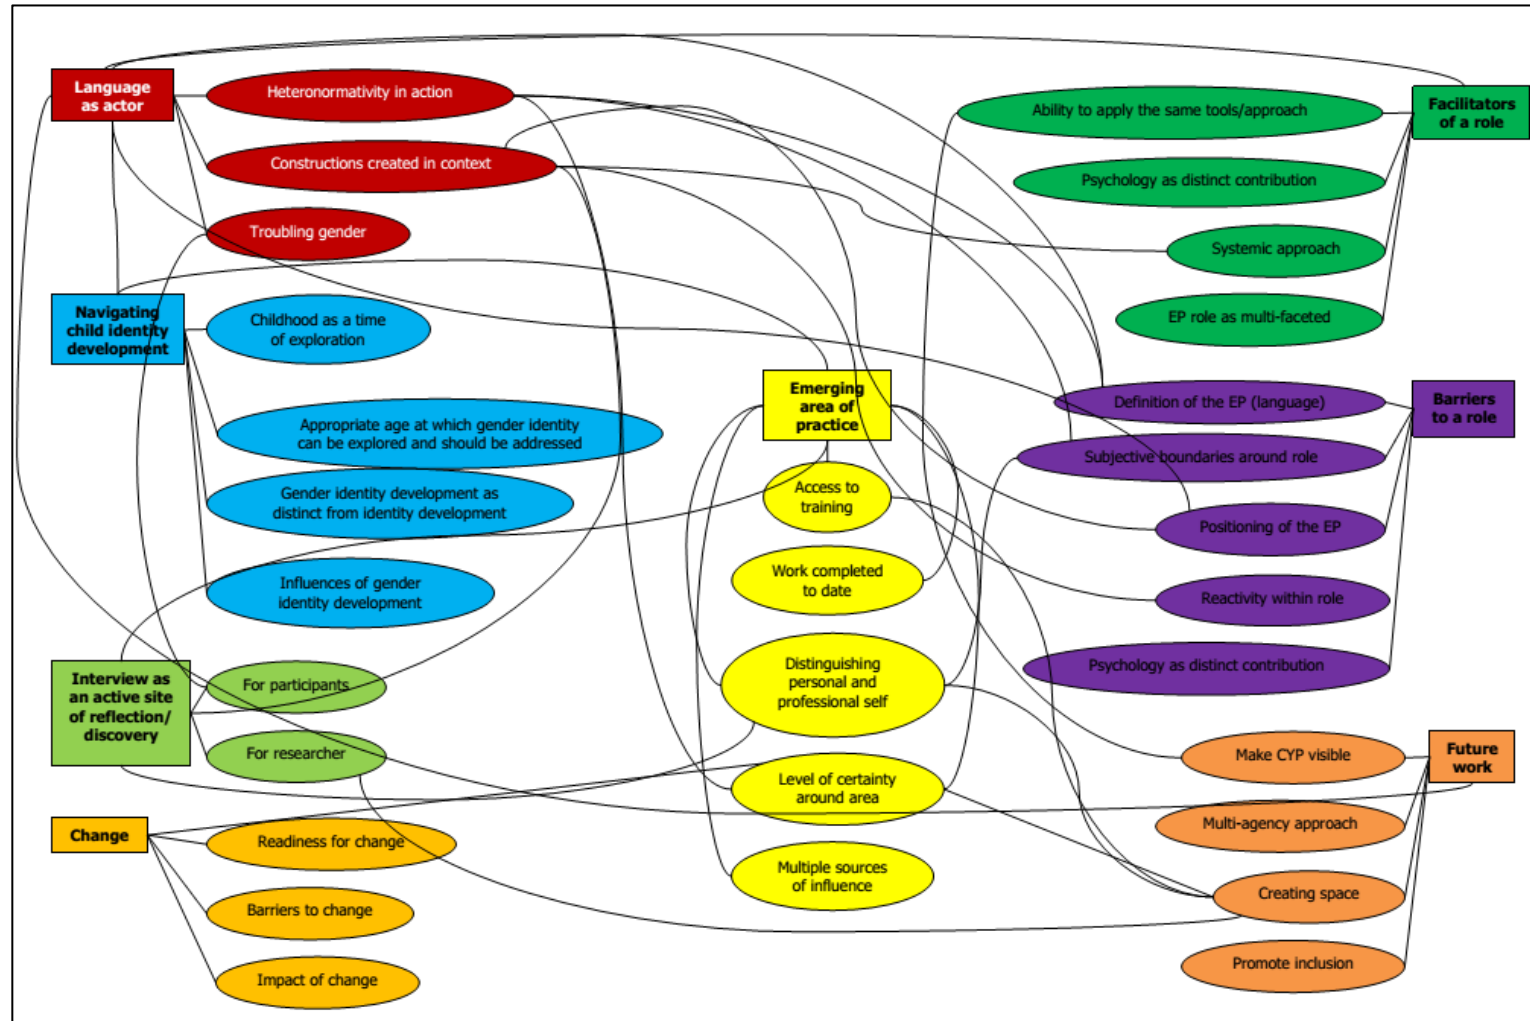 Language
as actor
Heteronormativity in action
Constructions created in context
Troubling gender
Navigating
child identity
development
Childhood as a time
of exploration
Appropriate age at which gender identity
can be explored and should be addressed
Gender identity development as
distinct from identity development
Influences of gender
identity development
Interview as
an active site
of reflection/
discovery
For participants
For researcher
Change
Readiness for change
Barriers to change
Impact of change
Emerging
area of
practice
Access to
training
Work completed
to date
Distinguishing
personal and
professional self
Level of certainty
around area
Multiple sources
of influence
Facilitators
of a role
Ability to apply the same tools/approach
Psychology as distinct contribution
Systemic approach
EP role as multi-faceted
Barriers
to a role
Definition of the EP (language)
Subjective boundaries around role
Positioning of the EP
Reactivity within role
Psychology as distinct contribution
Future
work
Make CYP visible
Multi-agency approach
Creating space
Promote inclusion